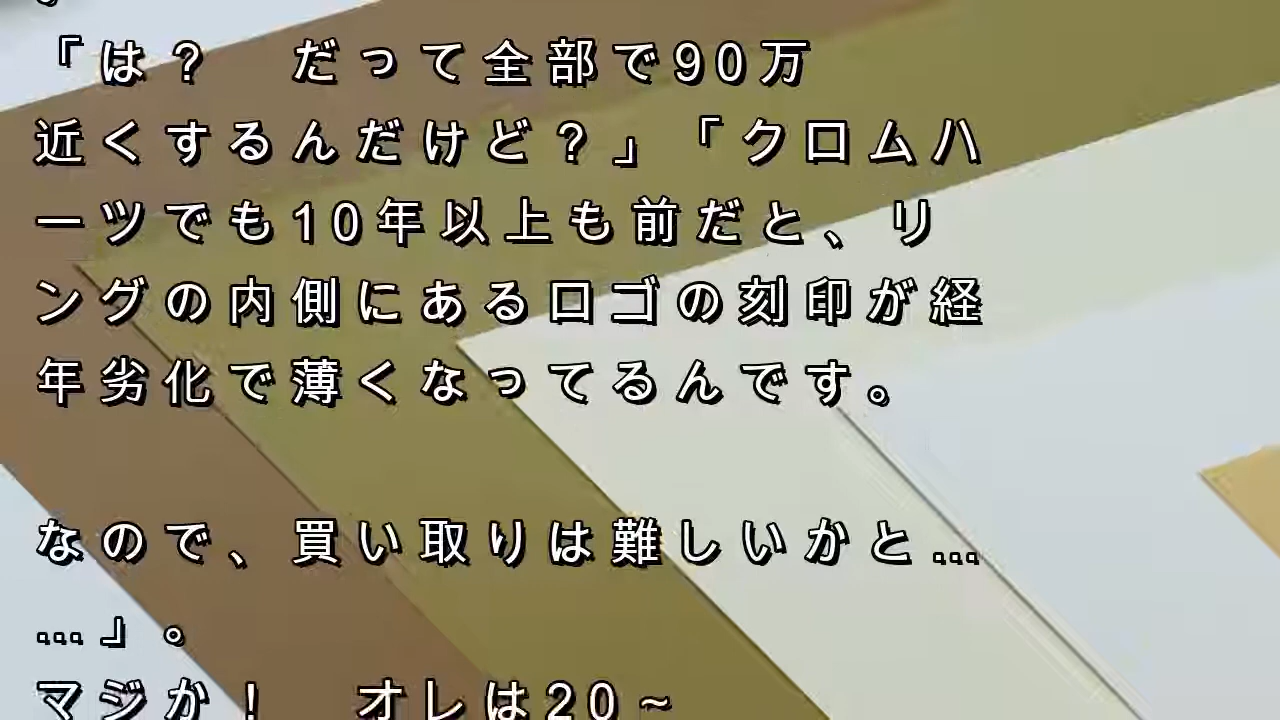 「は？　だって全部で90万
近くするんだけど？」「クロムハ
ーツでも10年以上も前だと、リ
ングの内側にあるロゴの刻印が経
年劣化で薄くなってるんです。
なので、買い取りは難しいかと…
…」。
マジか！　オレは20~